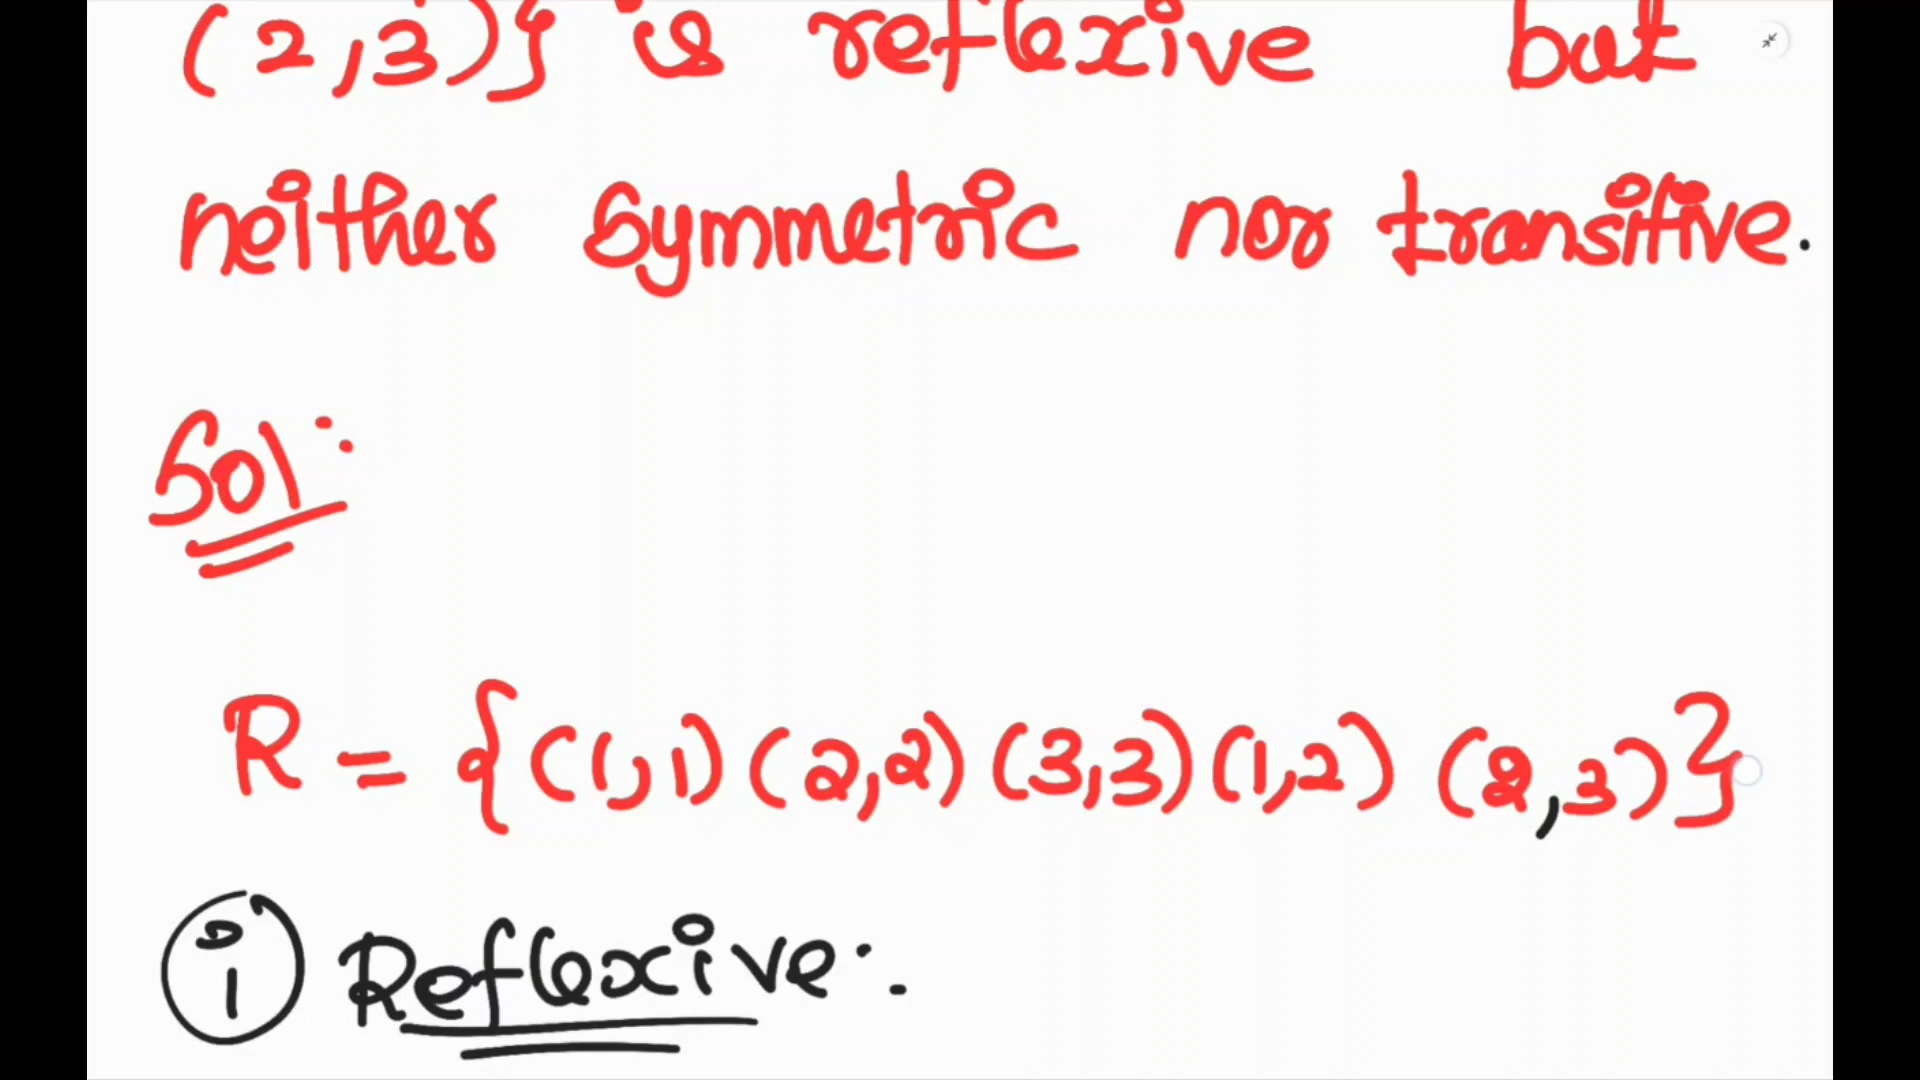 (2,3)} is reflexive but
neither symmetric nor transitive.
Sol:
R = {(1,1) (2,2) (3,3) (1,2) (2,3)}
i Reflexive: